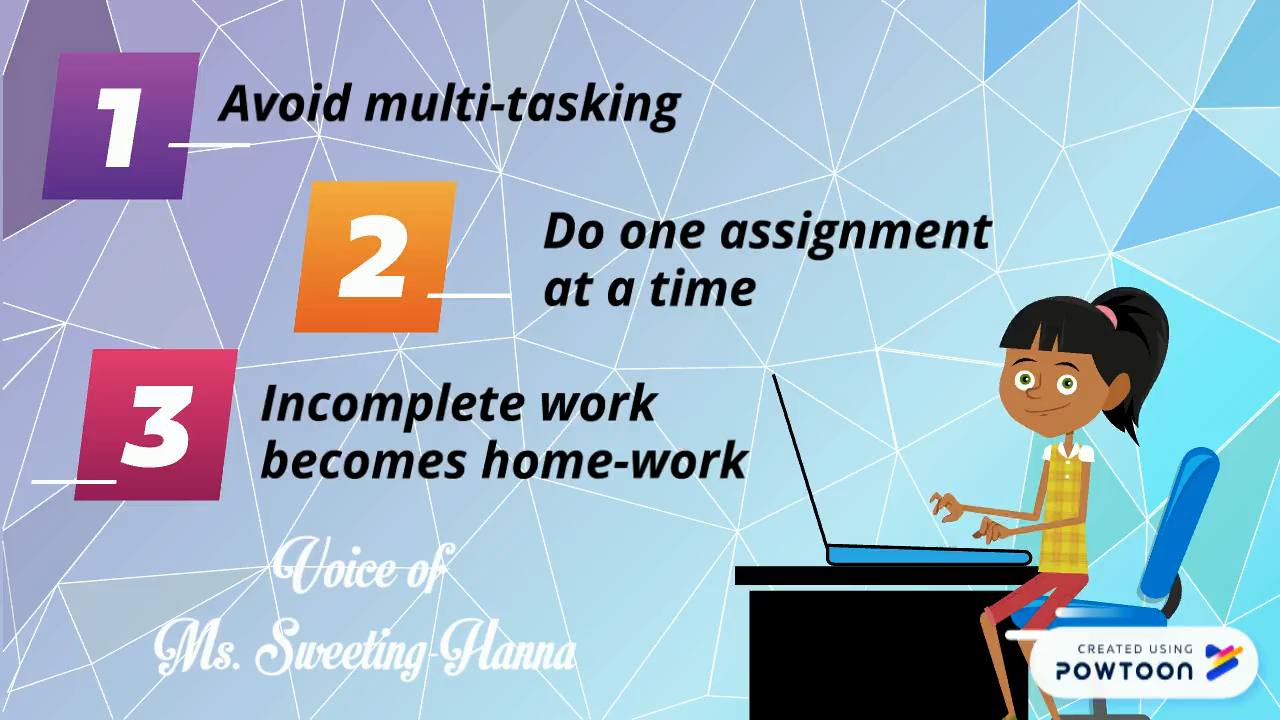 1
Avoid multi-tasking
2
Do one assignment
at a time
3
Incomplete work
becomes home-work
Voice of
Ms. Sweeting-Hanna
CREATED USING
POWTOON